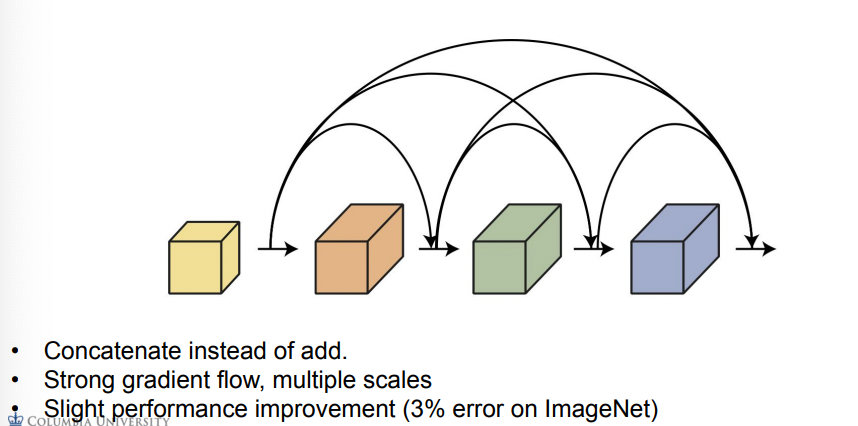 • Concatenate instead of add.
• Strong gradient flow, multiple scales
• Slight performance improvement (3% error on ImageNet)
COLUMBIA UNIVERSITY